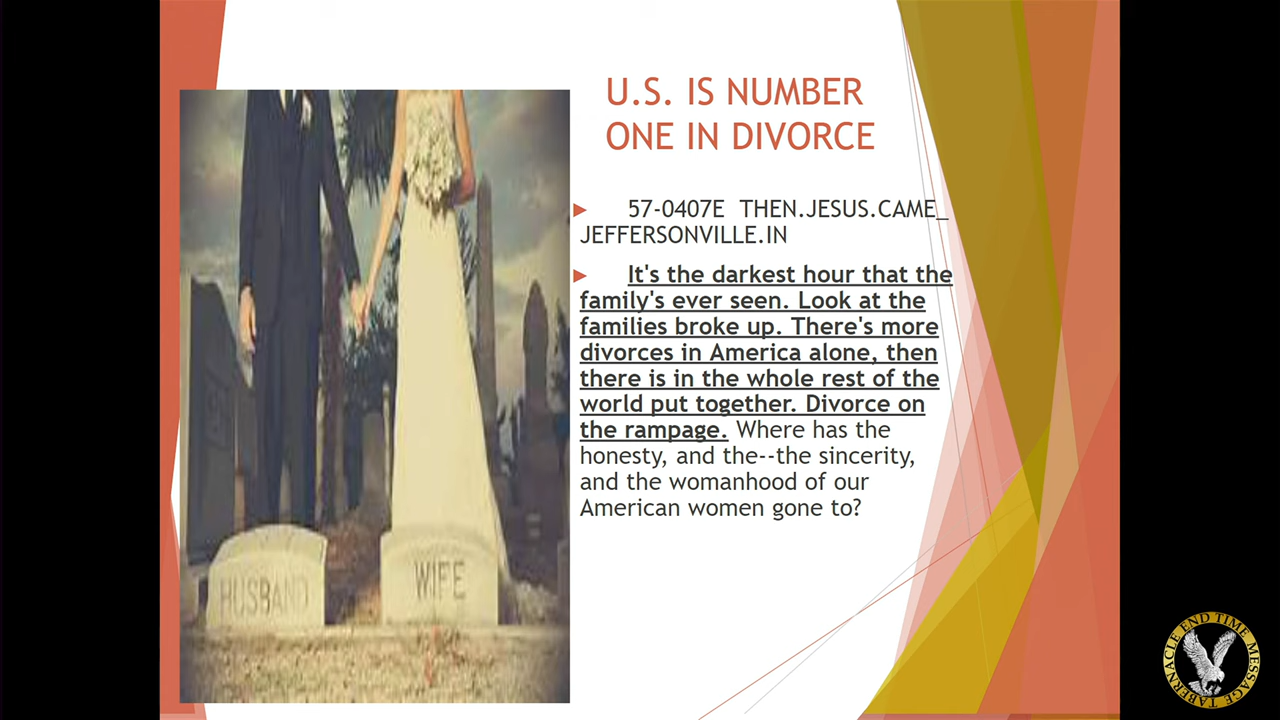 U.S. IS NUMBER
ONE IN DIVORCE
57-0407E THEN.JESUS.CAME_
JEFFERSONVILLE.IN
It's the darkest hour that the
family's ever seen. Look at the
families broke up. There's more
divorces in America alone, then
there is in the whole rest of the
world put together. Divorce on
the rampage. Where has the
honesty, and the--the sincerity,
and the womanhood of our
American women gone to?
HUSBAND
WIFE
END TIME MESSAGE TABERNACLE